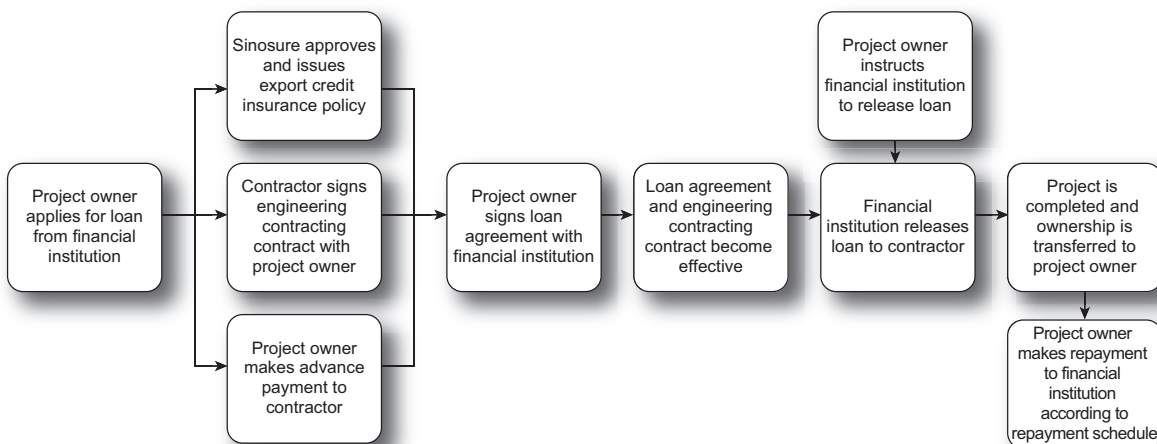 Sinosure approves
and issues
export credit
insurance policy
Project owner
instructs
financial institution
to release loan
Project owner
applies for loan
from financial
institution
Contractor signs
engineering
contracting
contract with
project owner
Project owner
signs loan
agreement with
financial institution
Loan agreement
and engineering
contracting
contract become
effective
Financial
institution releases
loan to contractor
Project is
completed and
ownership is
transferred to
project owner
Project owner
makes advance
payment to
contractor
Project owner
makes repayment
to financial
institution
according to
repayment schedule